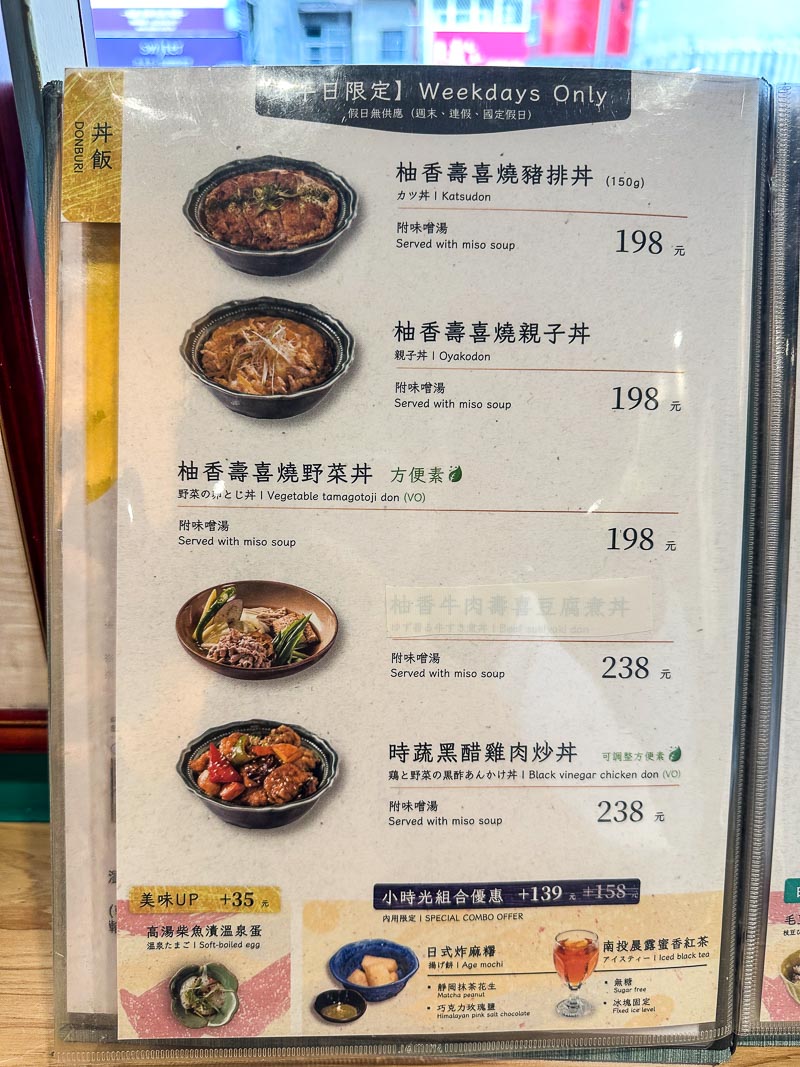 丼飯
DONBURI
日限定】Weekdays Only
假日無供應（週末、連假、國定假日）
柚香壽喜燒豬排丼 (150g)
カツ丼 | Katsudon
附味噌湯
Served with miso soup
198 元
柚香壽喜燒親子丼
親子丼 | Oyakodon
附味噌湯
Served with miso soup
198 元
柚香壽喜燒野菜丼 方便素
野菜の卵とじ丼 | Vegetable tamagotoji don (VO)
附味噌湯
Served with miso soup
198 元
柚香牛肉壽喜豆腐煮丼
附味噌湯
Served with miso soup
238 元
時蔬黑醋雞肉炒丼 可調整方便素
鶏と野菜の黒酢あんかけ丼 | Black vinegar chicken don (VO)
附味噌湯
Served with miso soup
238 元
美味UP +35 元
高湯柴魚漬溫泉蛋
温泉たまご | Soft-boiled egg
小時光組合優惠 +139 元 +158 元
內用限定 | SPECIAL COMBO OFFER
日式炸麻糬
揚げ餅 | Age mochi
• 靜岡抹茶花生
Matcha peanut
• 巧克力玫瑰鹽
Himalayan pink salt chocolate
南投晨露蜜香紅茶
アイスティー | Iced black tea
• 無糖
Sugar free
• 冰塊固定
Fixed ice level